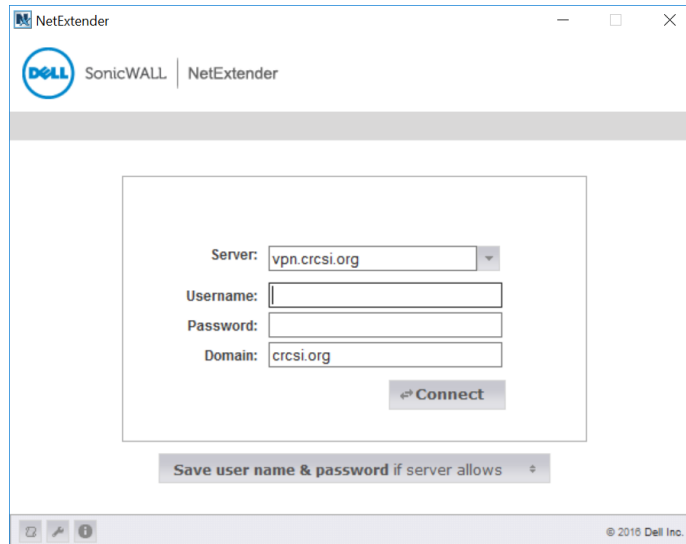 NetExtender
DELL SonicWALL | NetExtender
Server: vpn.crcsi.org
Username:
Password:
Domain: crcsi.org
Connect
Save user name & password if server allows
© 2016 Dell Inc.